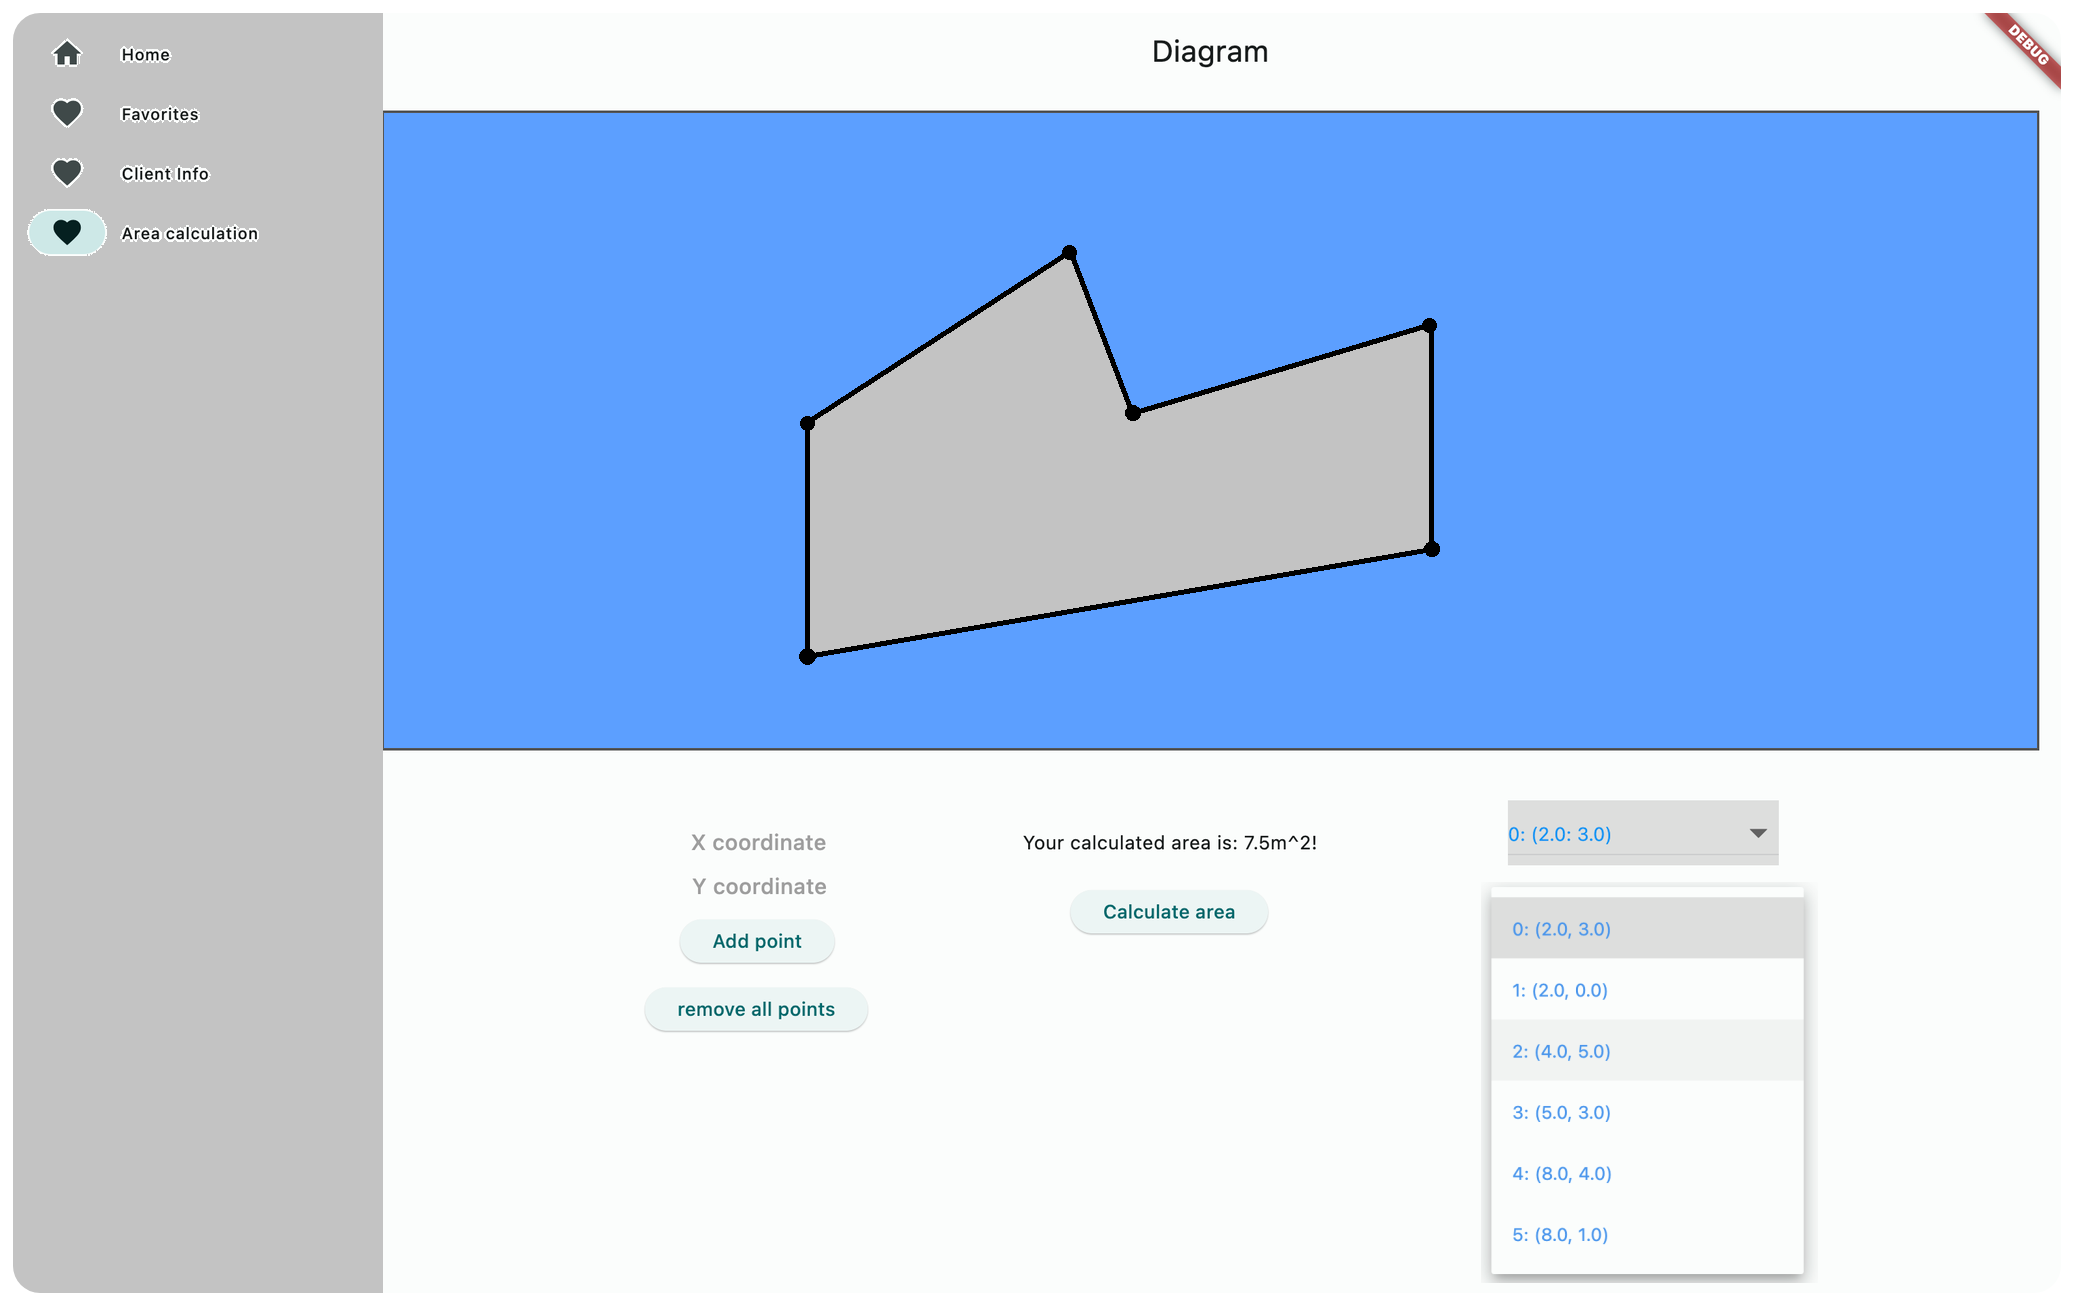 Home
Favorites
Client Info
Area calculation
Diagram
DEBUG
X coordinate
Y coordinate
Add point
remove all points
Your calculated area is: 7.5m^2!
Calculate area
0: (2.0: 3.0)
0: (2.0, 3.0)
1: (2.0, 0.0)
2: (4.0, 5.0)
3: (5.0, 3.0)
4: (8.0, 4.0)
5: (8.0, 1.0)